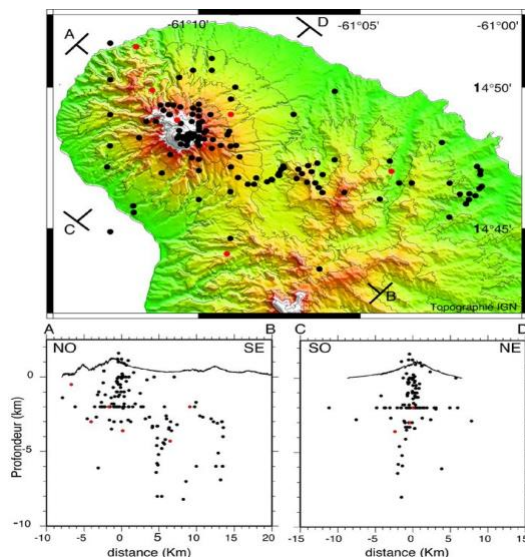 -61°10' -61°05' -61°00'
A D
14°50'
14°45'
C B
Topographie IGN
A B C D
NO SE SO NE
0 0
-5 -5
-10 -10
Profondeur (km)
-10 -5 0 5 10 15 20
-15 -10 -5 0 5 10 15
distance (Km) distance (Km)